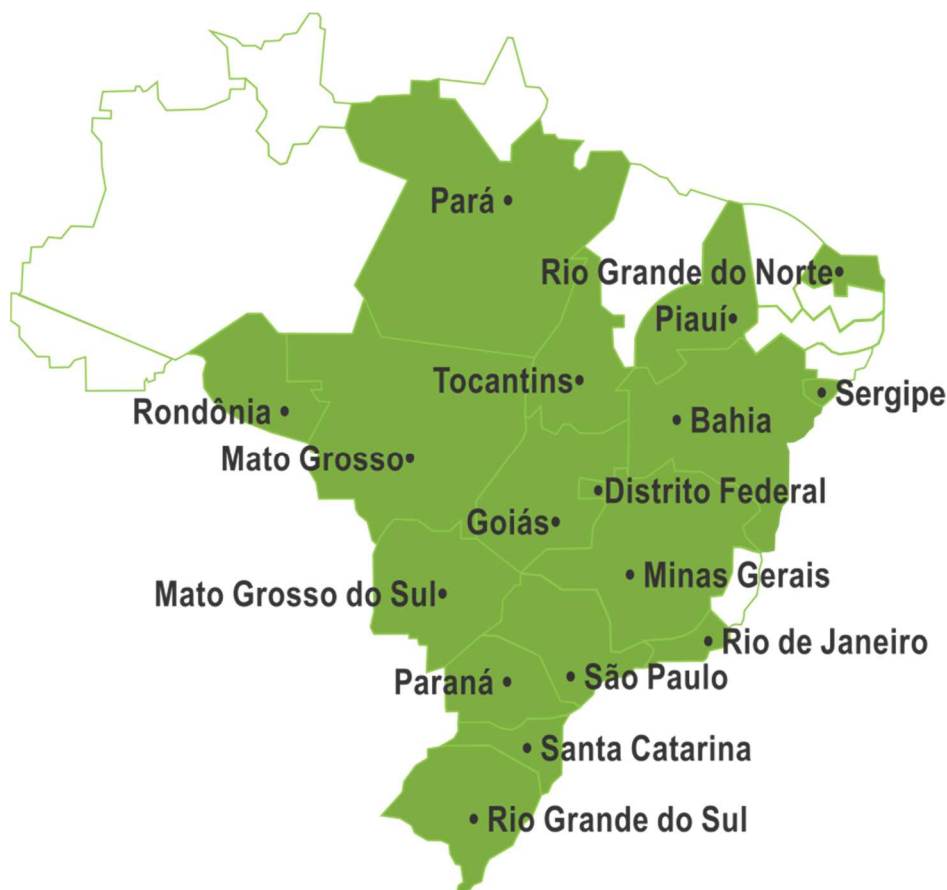 Pará
Rio Grande do Norte
Piauí
Tocantins
Sergipe
Rondônia
Bahia
Mato Grosso
Distrito Federal
Goiás
Minas Gerais
Mato Grosso do Sul
Rio de Janeiro
São Paulo
Paraná
Santa Catarina
Rio Grande do Sul